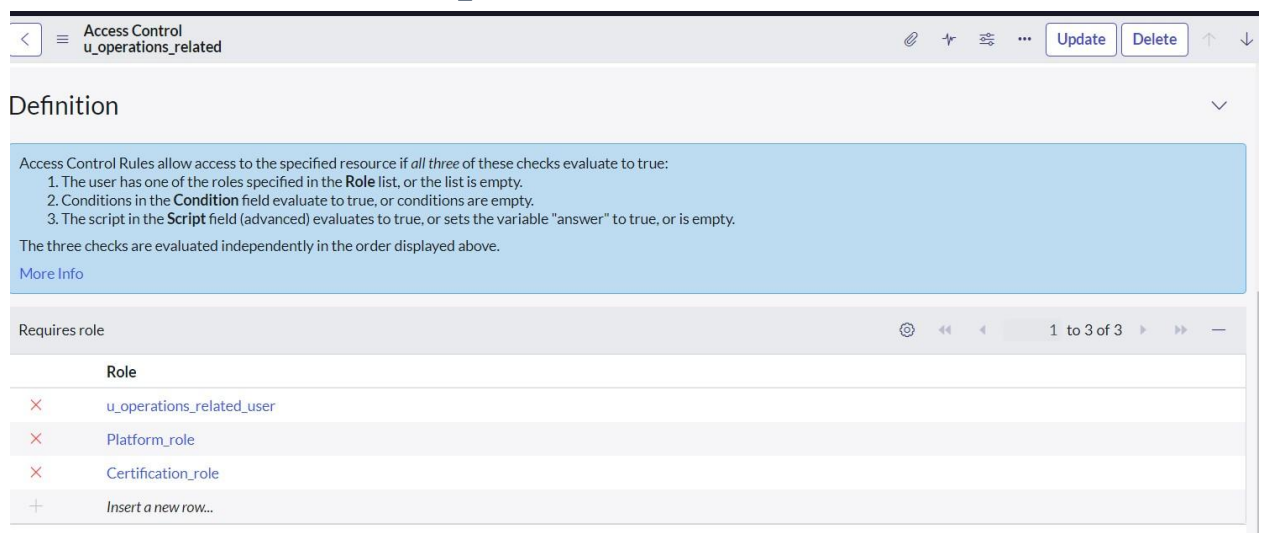 Access Control
u_operations_related
Update
Delete
Definition
Access Control Rules allow access to the specified resource if all three of these checks evaluate to true:
1. The user has one of the roles specified in the Role list, or the list is empty.
2. Conditions in the Condition field evaluate to true, or conditions are empty.
3. The script in the Script field (advanced) evaluates to true, or sets the variable "answer" to true, or is empty.
The three checks are evaluated independently in the order displayed above.
More Info
Requires role
1 to 3 of 3
Role
u_operations_related_user
Platform_role
Certification_role
Insert a new row...